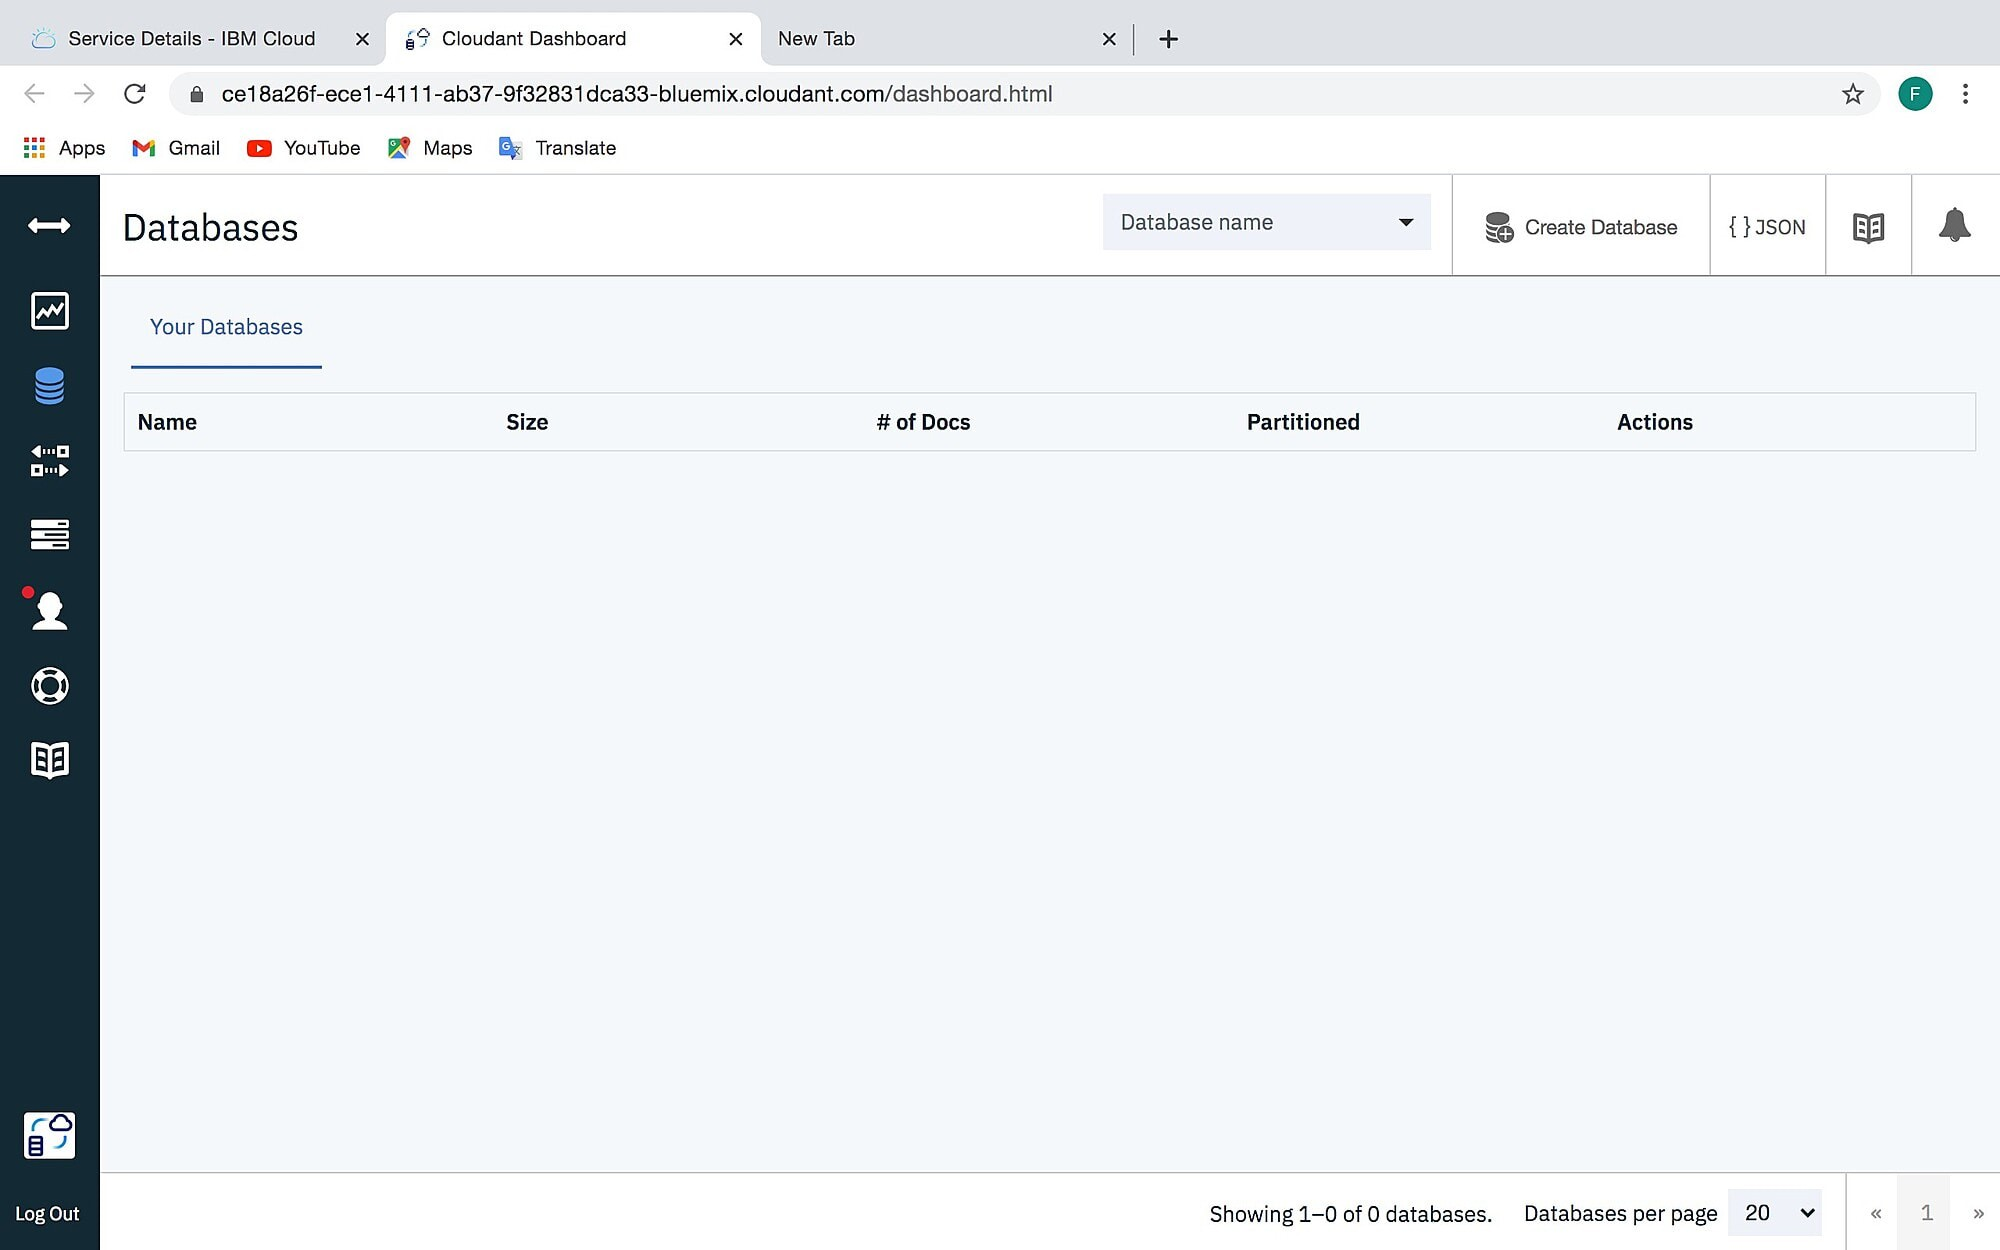 Service Details - IBM Cloud
Cloudant Dashboard
New Tab
ce18a26f-ece1-4111-ab37-9f32831dca33-bluemix.cloudant.com/dashboard.html
F
Apps
Gmail
YouTube
Maps
Translate
Databases
Database name
Create Database
{ } JSON
Your Databases
Name Size # of Docs Partitioned Actions
Log Out
Showing 1–0 of 0 databases.
Databases per page
20
« 1 »